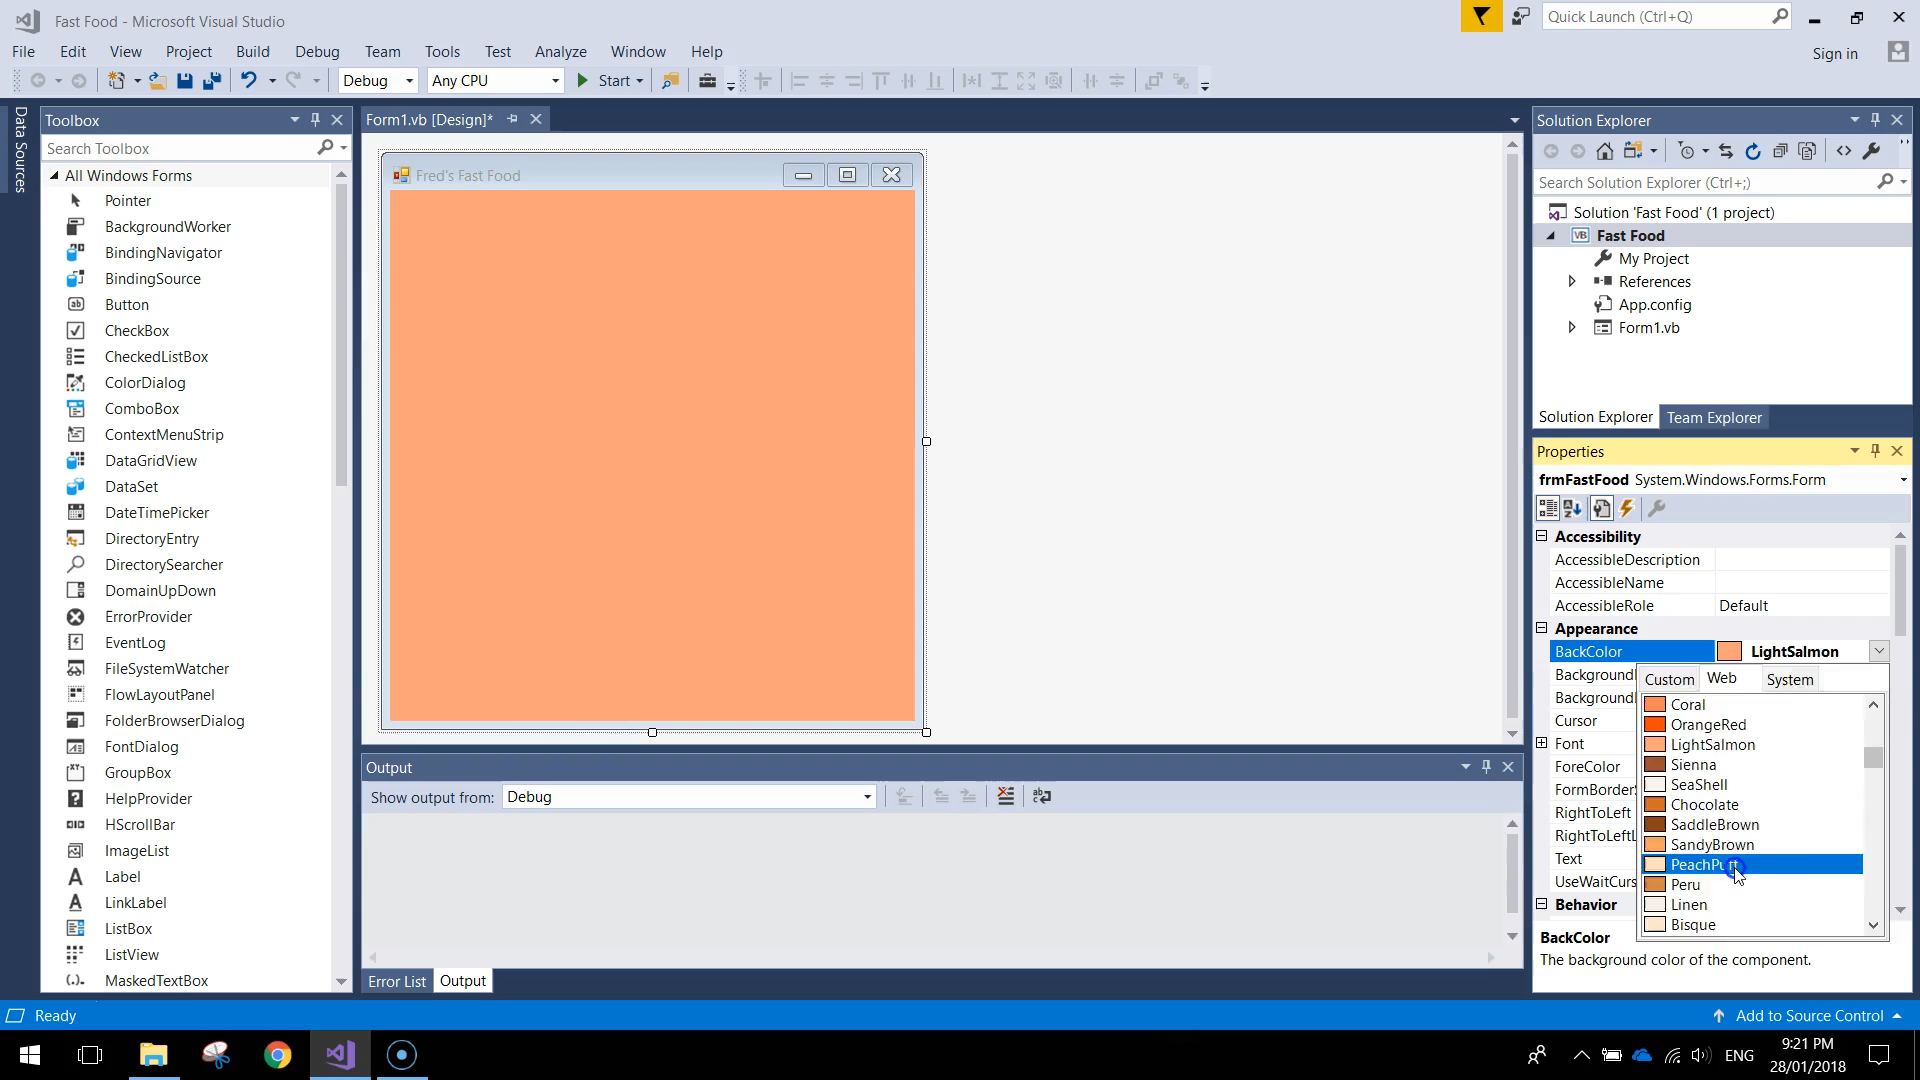 Fast Food - Microsoft Visual Studio
Quick Launch (Ctrl+Q)
File Edit View Project Build Debug Team Tools Test Analyze Window Help
Sign in
Debug Any CPU Start
Data Sources
Toolbox
Search Toolbox
All Windows Forms
Pointer
BackgroundWorker
BindingNavigator
BindingSource
Button
CheckBox
CheckedListBox
ColorDialog
ComboBox
ContextMenuStrip
DataGridView
DataSet
DateTimePicker
DirectoryEntry
DirectorySearcher
DomainUpDown
ErrorProvider
EventLog
FileSystemWatcher
FlowLayoutPanel
FolderBrowserDialog
FontDialog
GroupBox
HelpProvider
HScrollBar
ImageList
Label
LinkLabel
ListBox
ListView
MaskedTextBox
Form1.vb [Design]*
Fred's Fast Food
Output
Show output from: Debug
Error List Output
Solution Explorer
Search Solution Explorer (Ctrl+;)
Solution 'Fast Food' (1 project)
VB Fast Food
My Project
References
App.config
Form1.vb
Solution Explorer Team Explorer
Properties
frmFastFood System.Windows.Forms.Form
Accessibility
AccessibleDescription
AccessibleName
AccessibleRole Default
Appearance
BackColor LightSalmon
Custom Web System
Coral
OrangeRed
LightSalmon
Sienna
SeaShell
Chocolate
SaddleBrown
SandyBrown
PeachPuff
Peru
Linen
Bisque
Background
Background
Cursor
Font
ForeColor
FormBorderS
RightToLeft
RightToLeftL
Text
UseWaitCurs
Behavior
BackColor
The background color of the component.
Ready
Add to Source Control
ENG
9:21 PM
28/01/2018